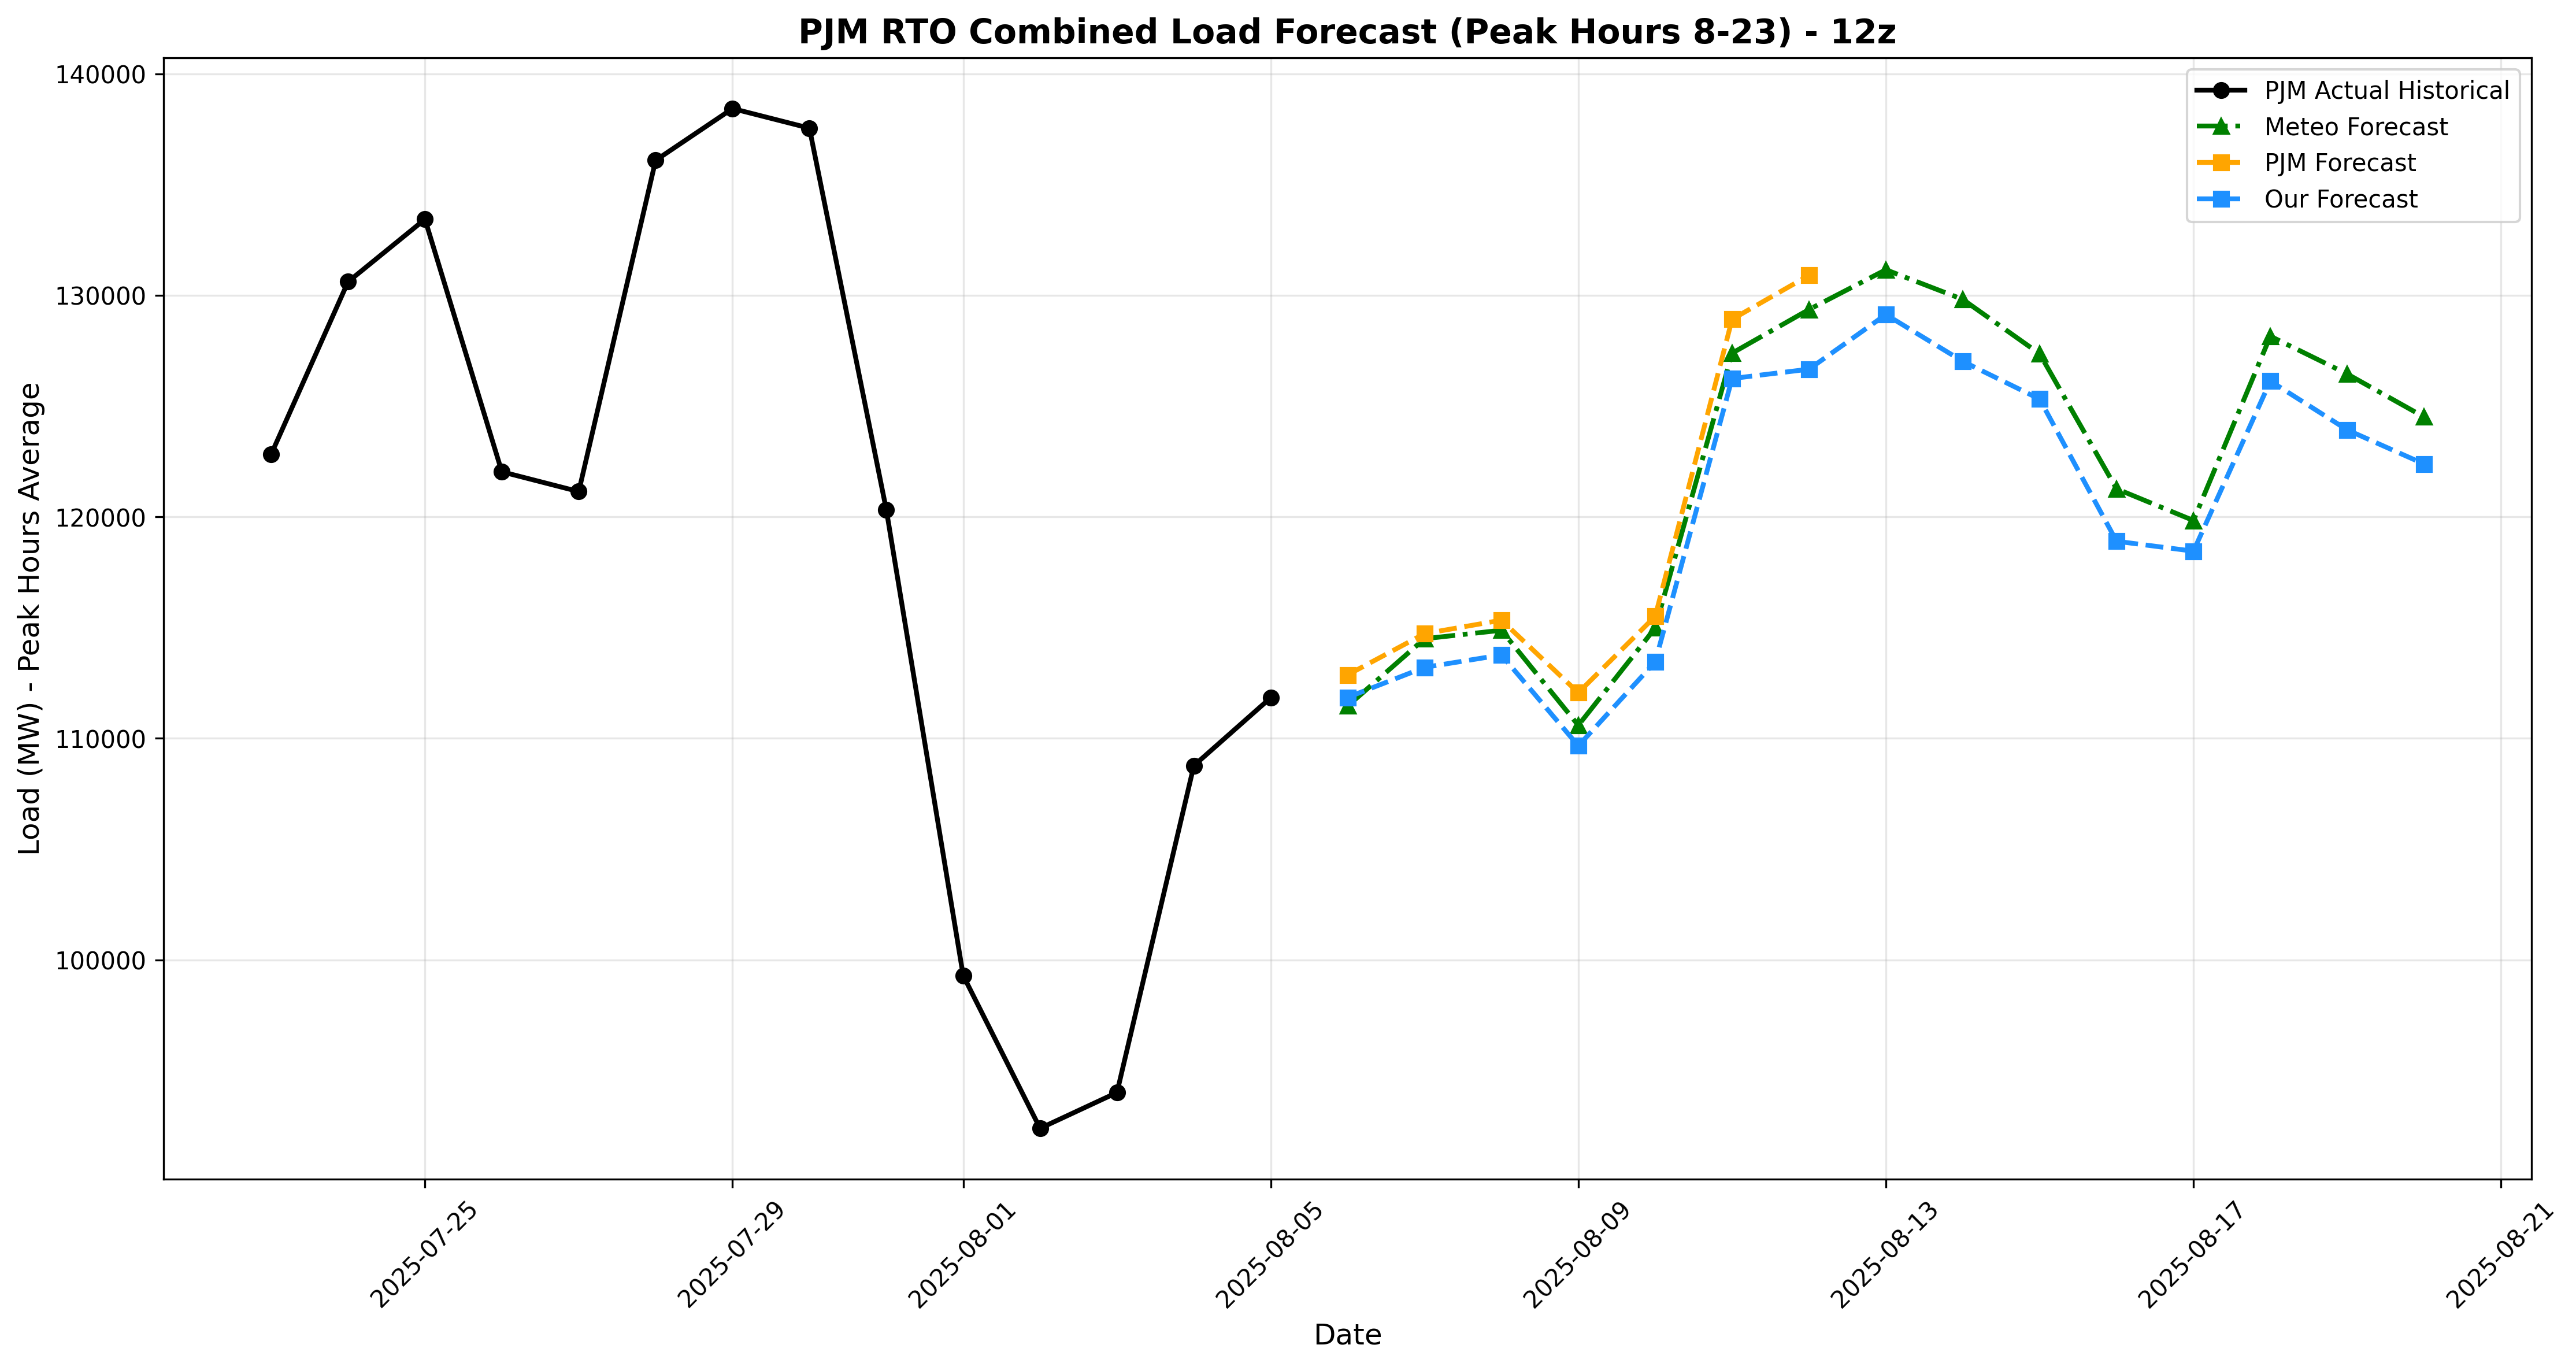 PJM RTO Combined Load Forecast (Peak Hours 8-23) - 12z
PJM Actual Historical
Meteo Forecast
PJM Forecast
Our Forecast
Load (MW) - Peak Hours Average
140000
130000
120000
110000
100000
2025-07-25
2025-07-29
2025-08-01
2025-08-05
2025-08-09
2025-08-13
2025-08-17
2025-08-21
Date